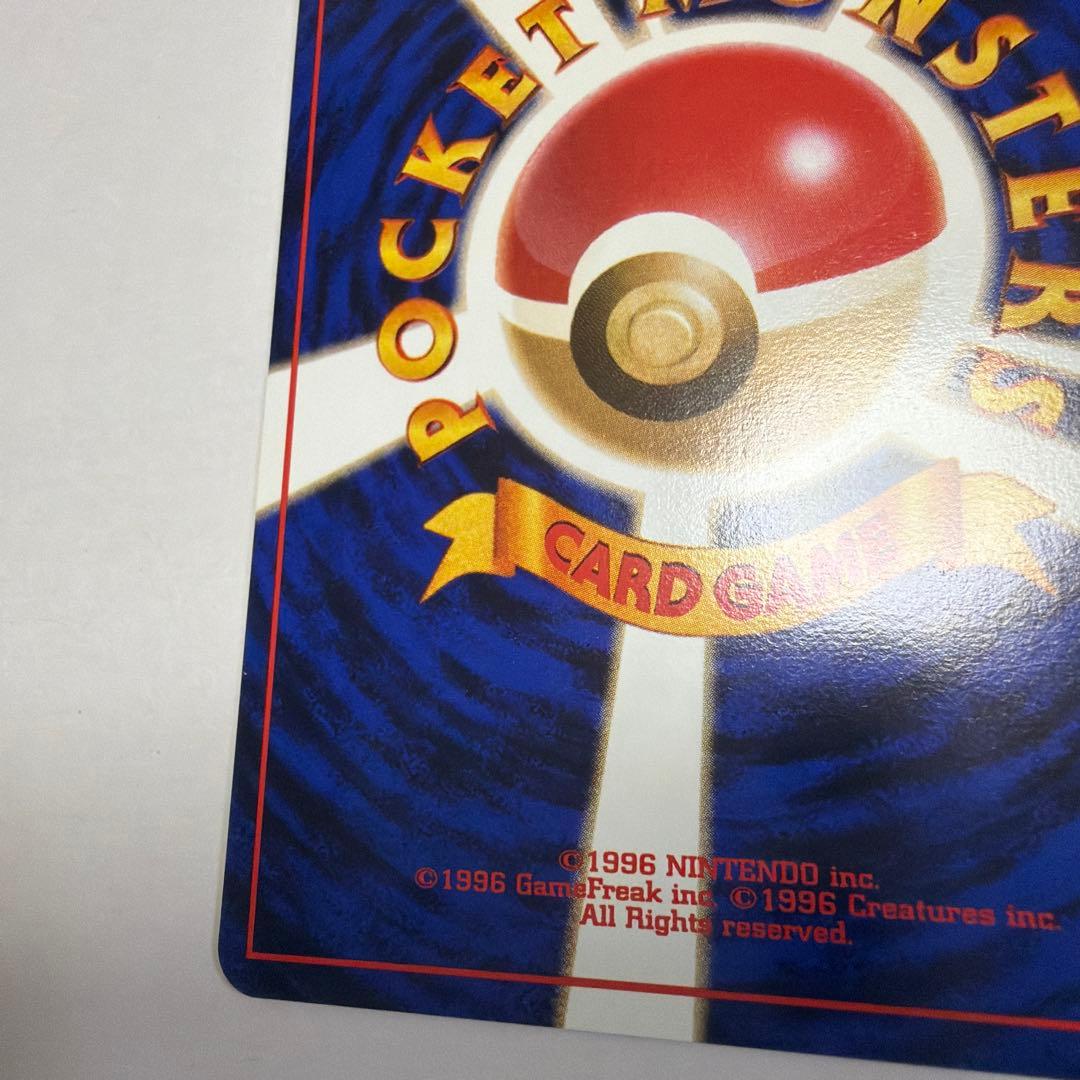 POCKET MONSTERS
CARD GAME
©1996 NINTENDO inc.
©1996 GameFreak inc. ©1996 Creatures inc.
All Rights reserved.